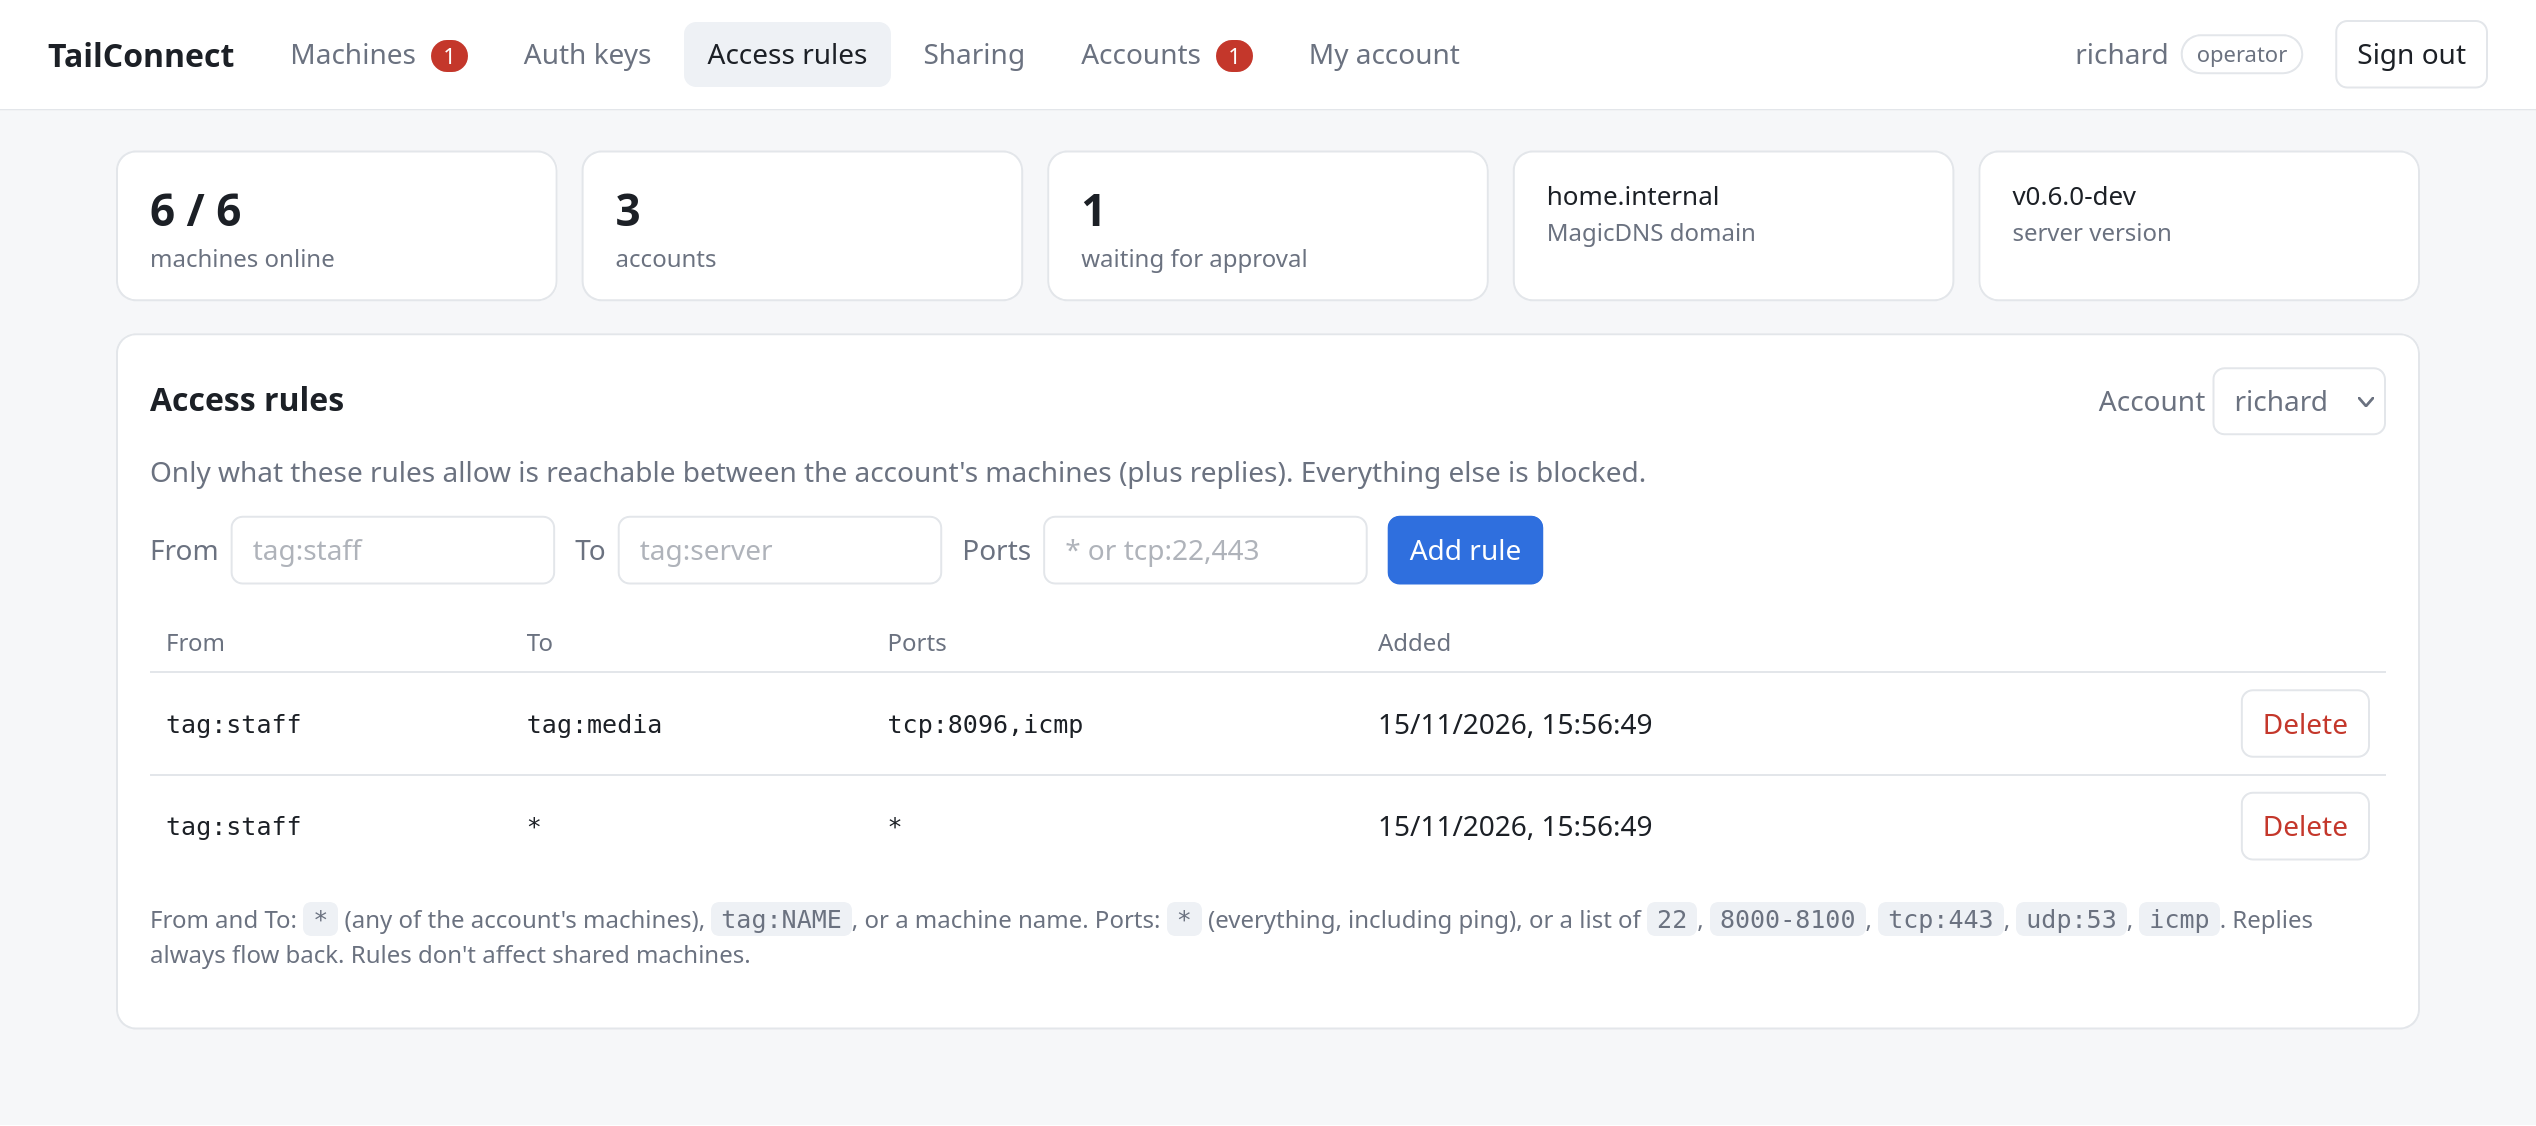 TailConnect Machines 1 Auth keys Access rules Sharing Accounts 1 My account richard operator Sign out
6 / 6
machines online
3
accounts
1
waiting for approval
home.internal
MagicDNS domain
v0.6.0-dev
server version
Access rules
Account richard
Only what these rules allow is reachable between the account's machines (plus replies). Everything else is blocked.
From tag:staff To tag:server Ports * or tcp:22,443 Add rule
From To Ports Added
tag:staff tag:media tcp:8096,icmp 15/11/2026, 15:56:49 Delete
tag:staff * * 15/11/2026, 15:56:49 Delete
From and To: * (any of the account's machines), tag:NAME, or a machine name. Ports: * (everything, including ping), or a list of 22, 8000-8100, tcp:443, udp:53, icmp. Replies
always flow back. Rules don't affect shared machines.